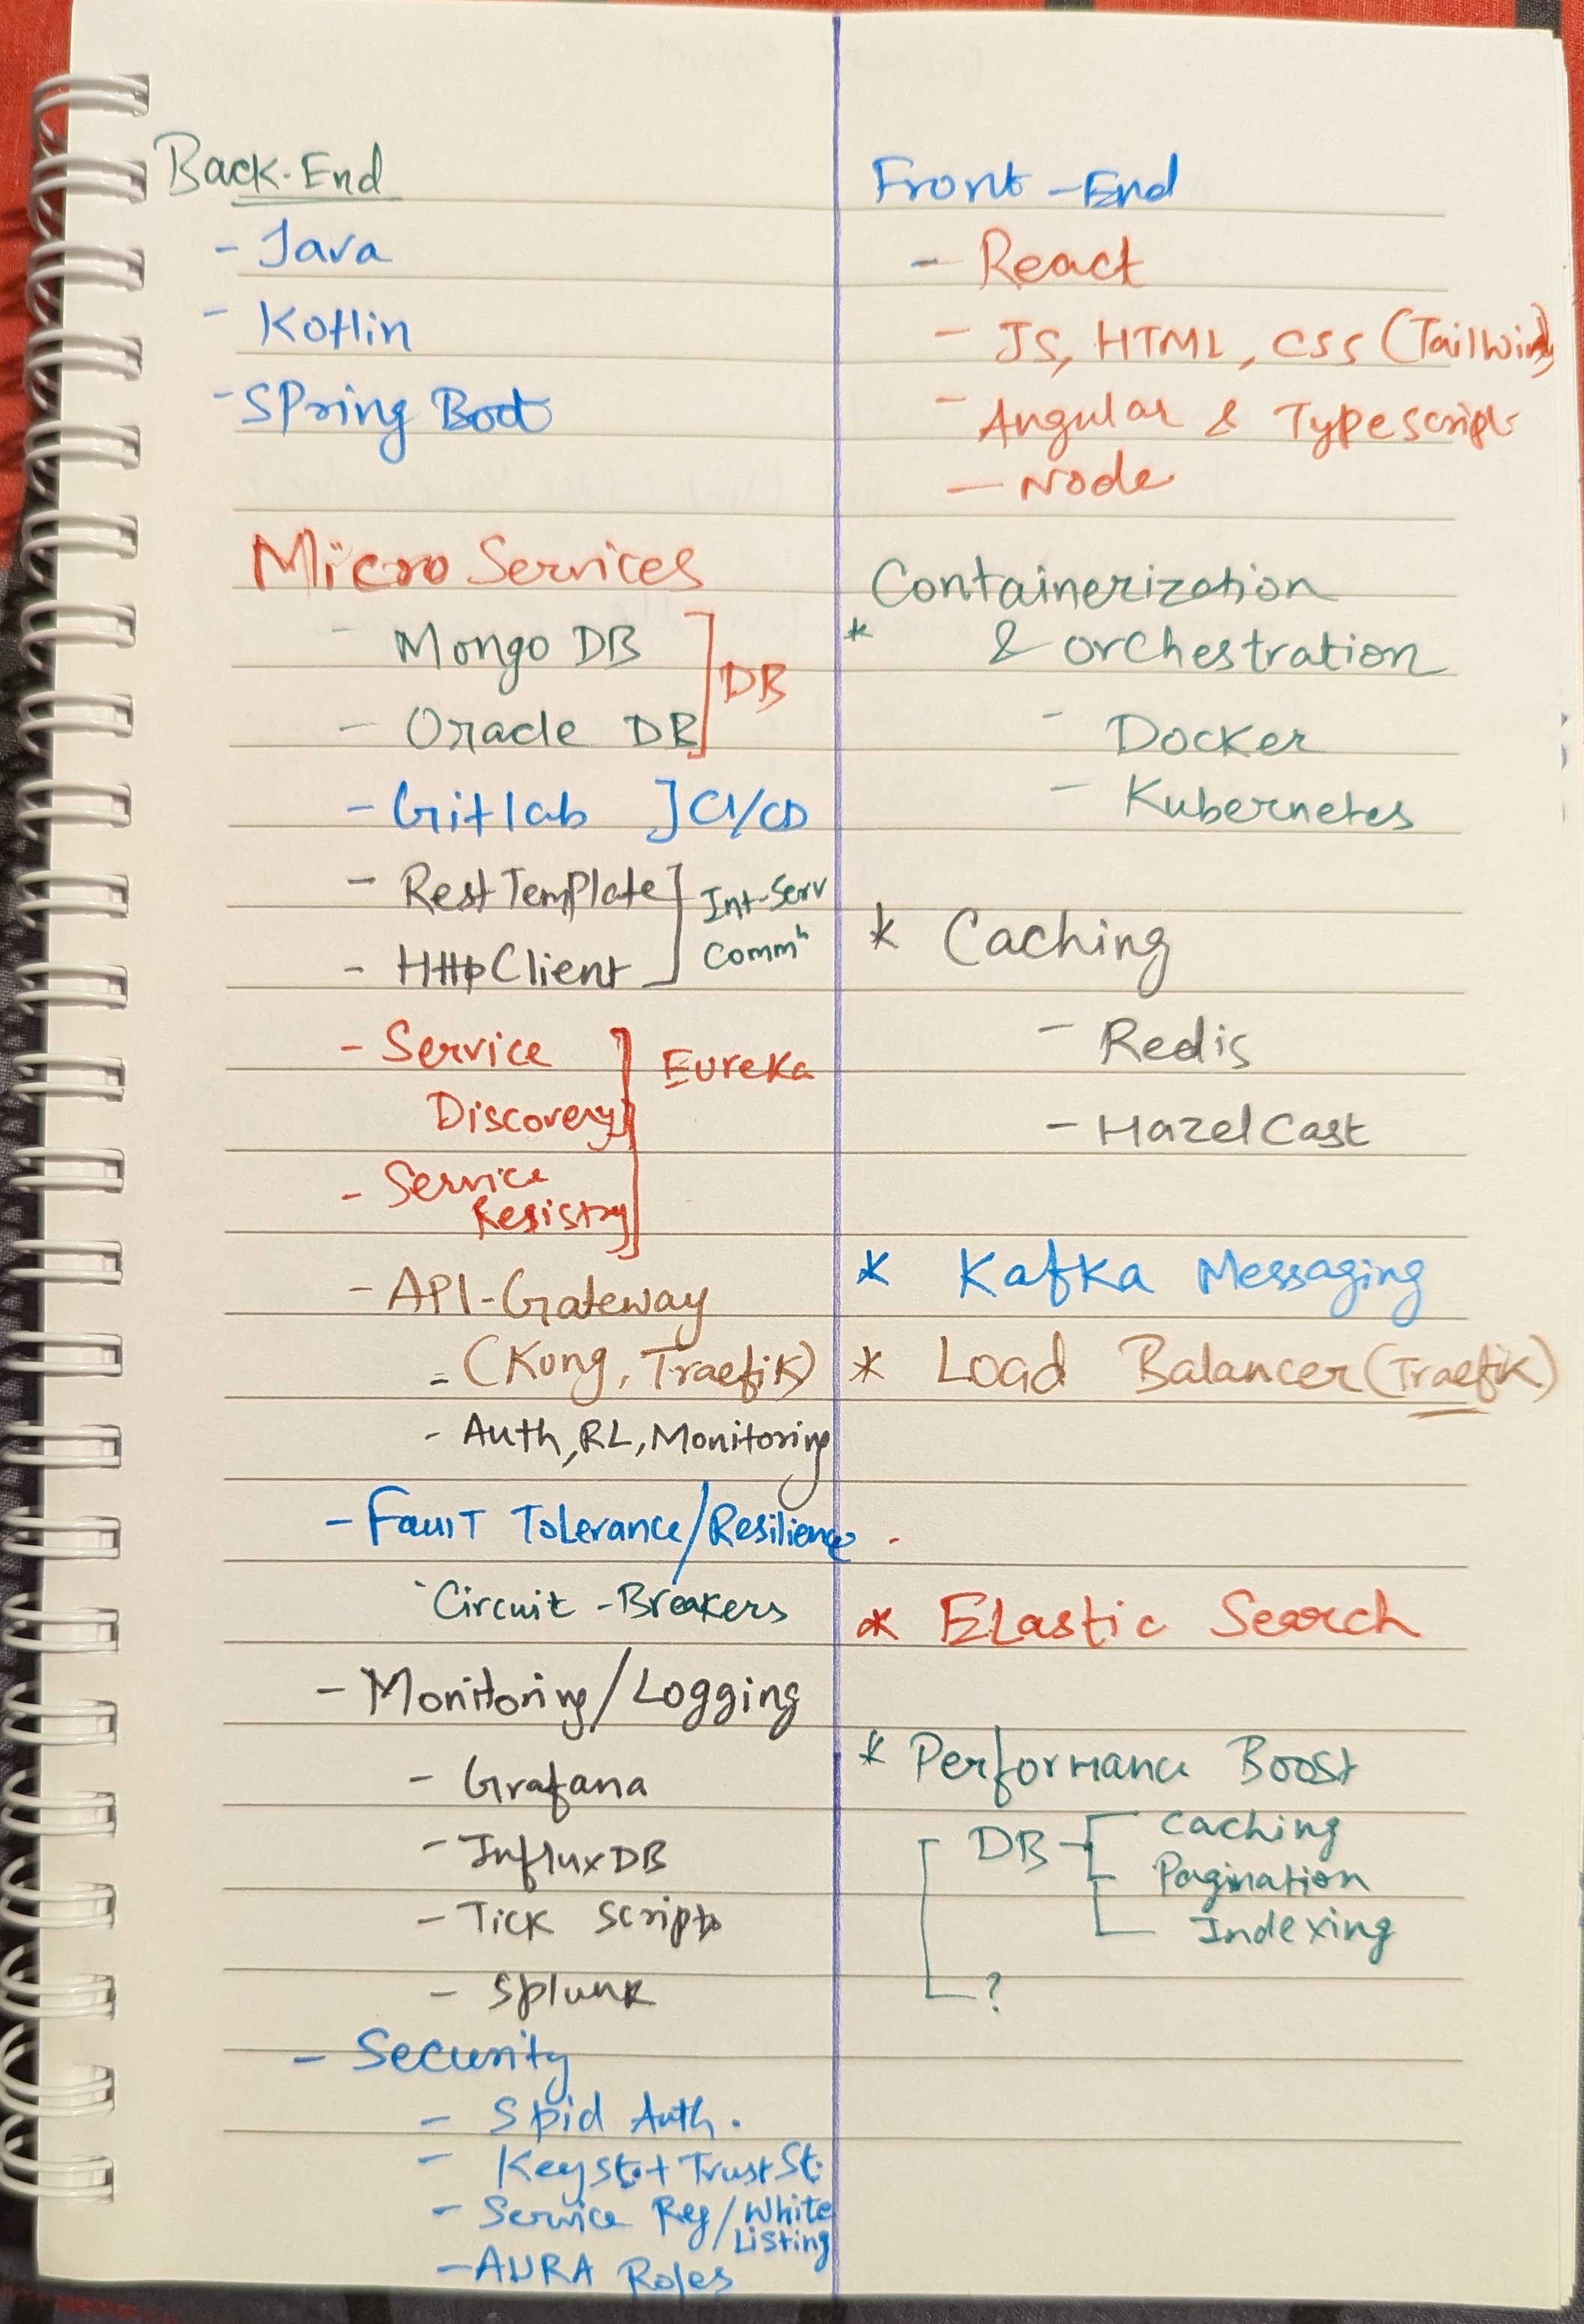 Back-End
- Java
- Kotlin
- Spring Boot
Micro Services
- Mongo DB
- Oracle DB
] DB
- Gitlab ] CI/CD
- Rest Template
- HttpClient
] Int-Serv
Commn
- Service
Discovery
- Service
Registry
] Eureka
- API-Gateway
= (Kong, Traefik)
- Auth, RL, Monitoring
- Fault Tolerance/Resilience
- Circuit-Breakers
- Monitoring/Logging
- Grafana
- InfluxDB
- Tick Scripts
- Splunk
- Security
- Spid Auth.
- Keyst.+ TrustSt.
- Service Reg/White
Listing
- AURA Roles
Front-End
- React
- JS, HTML, CSS (Tailwind)
- Angular & Typescript
- Node
Containerization
* & orchestration
- Docker
- Kubernetes
* Caching
- Redis
- HazelCast
* Kafka Messaging
* Load Balancer (Traefik)
* Elastic Search
* Performance Boost
DB
Caching
Pagination
Indexing
?